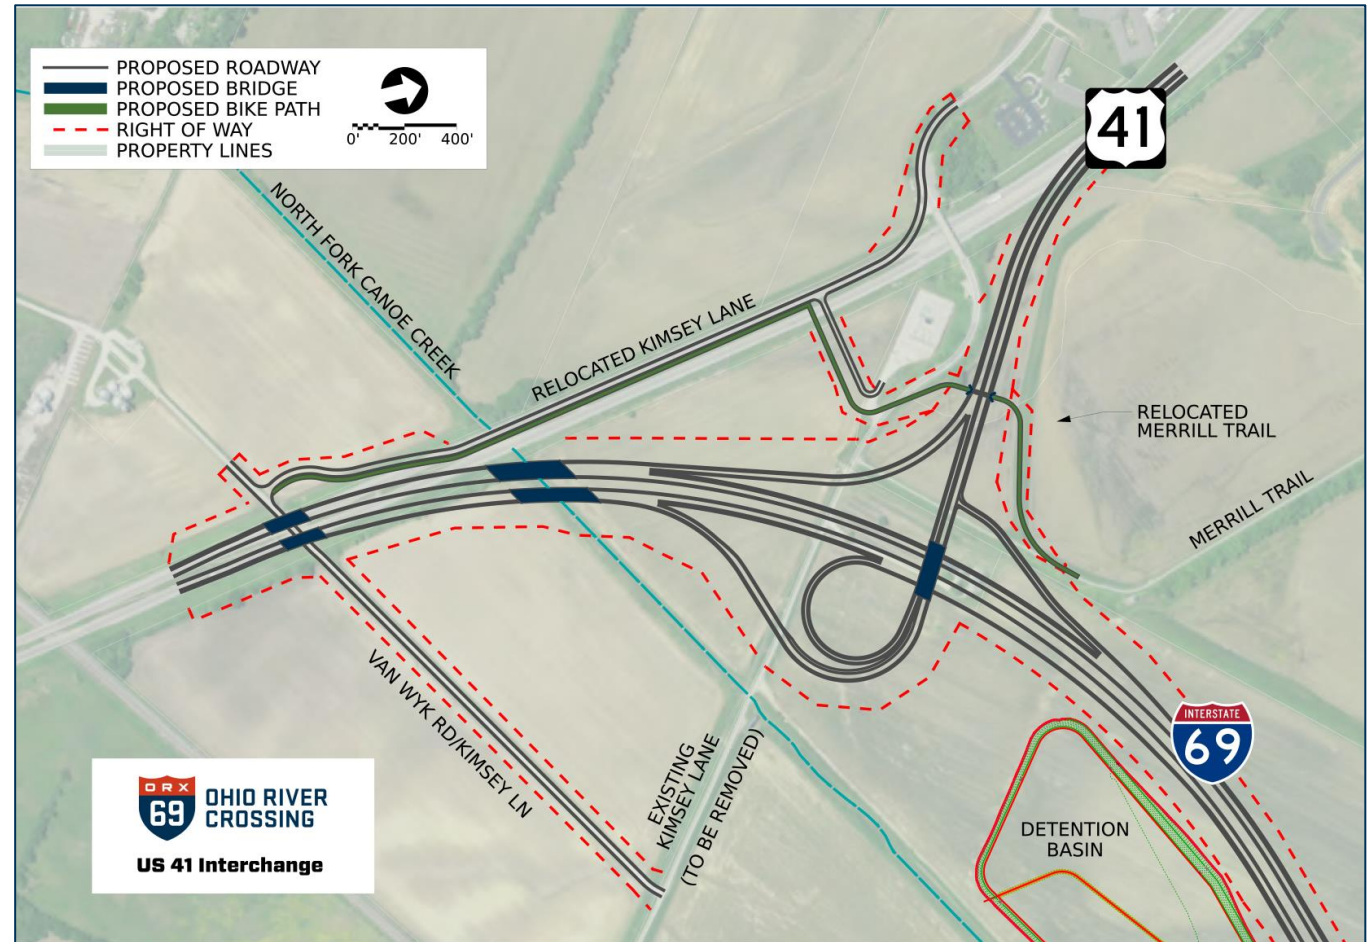 PROPOSED ROADWAY
PROPOSED BRIDGE
PROPOSED BIKE PATH
RIGHT OF WAY
PROPERTY LINES
0' 200' 400'
41
NORTH FORK CANOE CREEK
RELOCATED KIMSEY LANE
RELOCATED
MERRILL TRAIL
MERRILL TRAIL
VAN WYK RD/KIMSEY LN
EXISTING
KIMSEY LANE
(TO BE REMOVED)
INTERSTATE
69
DETENTION
BASIN
ORX
69
OHIO RIVER
CROSSING
US 41 Interchange